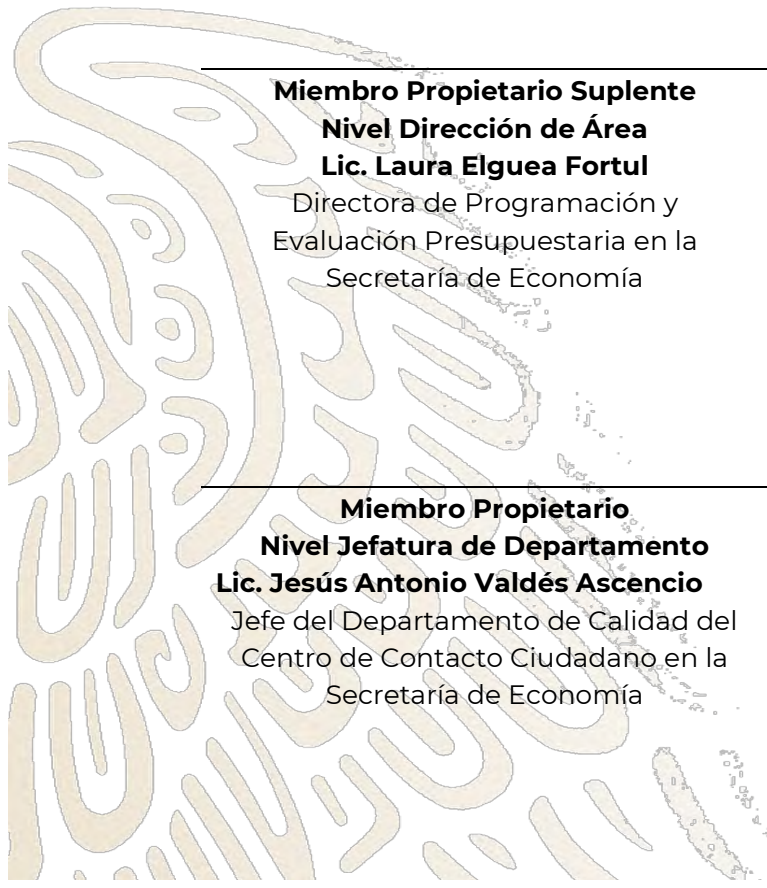 Miembro Propietario Suplente
Nivel Dirección de Área
Lic. Laura Elguea Fortul
Directora de Programación y
Evaluación Presupuestaria en la
Secretaría de Economía
Miembro Propietario
Nivel Jefatura de Departamento
Lic. Jesús Antonio Valdés Ascencio
Jefe del Departamento de Calidad del
Centro de Contacto Ciudadano en la
Secretaría de Economía